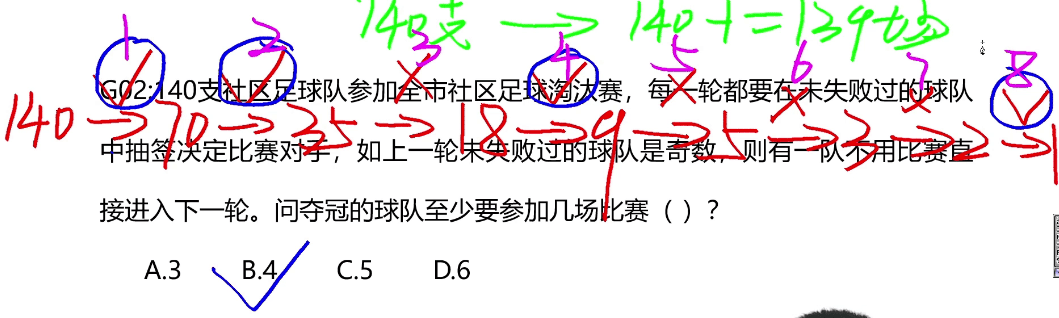 140支 → 140-1=139场
1 2 3 4 5 6 7 8
G02:140支社区足球队参加全市社区足球淘汰赛，每一轮都要在未失败过的球队
140→70→35→18→9→5→3→2→1
中抽签决定比赛对手，如上一轮未失败过的球队是奇数，则有一队不用比赛直
接进入下一轮。问夺冠的球队至少要参加几场比赛（ ）？
A.3 B.4 C.5 D.6